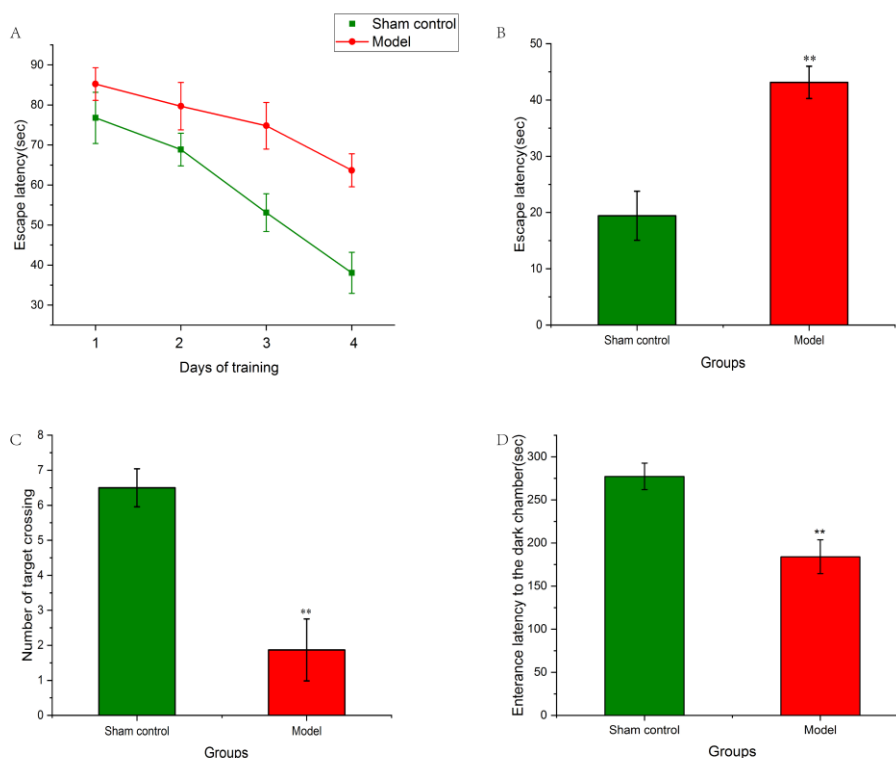 A
Sham control
Model
Escape latency(sec)
90
80
70
60
50
40
30
1 2 3 4
Days of training
B
Escape latency(sec)
50
40
30
20
10
0
**
Sham control Model
Groups
C
Number of target crossing
8
7
6
5
4
3
2
1
0
**
Sham control Model
Groups
D
Enterance latency to the dark chamber(sec)
300
250
200
150
100
50
0
**
Sham control Model
Groups